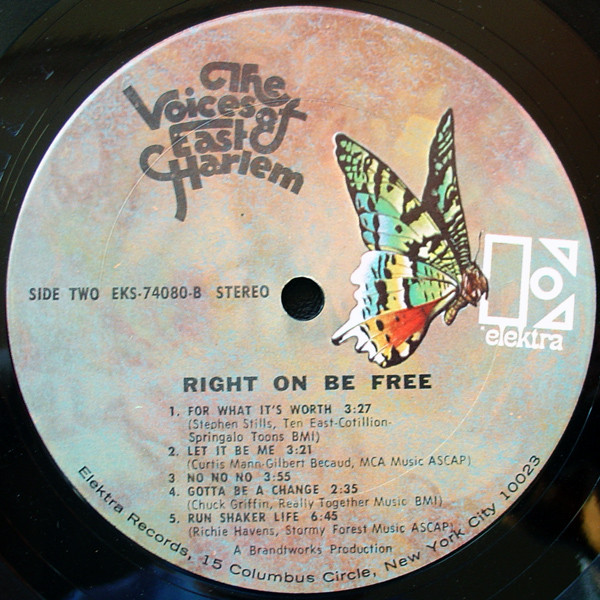 The
Voices of
East
Harlem
SIDE TWO EKS-74080-B STEREO
elektra
RIGHT ON BE FREE
1. FOR WHAT IT'S WORTH 3:27
(Stephen Stills, Ten East-Cotillion-
Springalo Toons BMI)
2. LET IT BE ME 3:21
(Curtis Mann-Gilbert Becaud, MCA Music ASCAP)
3 NO NO NO 3:55
4. GOTTA BE A CHANGE 2:35
(Chuck Griffin, Really Together Music BMI)
5. RUN SHAKER LIFE 6:45
(Richie Havens, Stormy Forest Music ASCAP)
A Brandtworks Production
Elektra Records, 15 Columbus Circle, New York City 10023